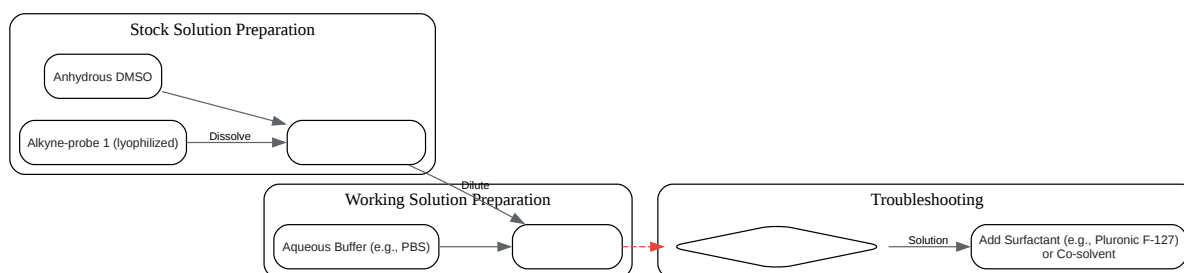 Stock Solution Preparation
Anhydrous DMSO
Alkyne-probe 1 (lyophilized)
Dissolve
Dilute
Working Solution Preparation
Aqueous Buffer (e.g., PBS)
Troubleshooting
Solution
Add Surfactant (e.g., Pluronic F-127)
or Co-solvent